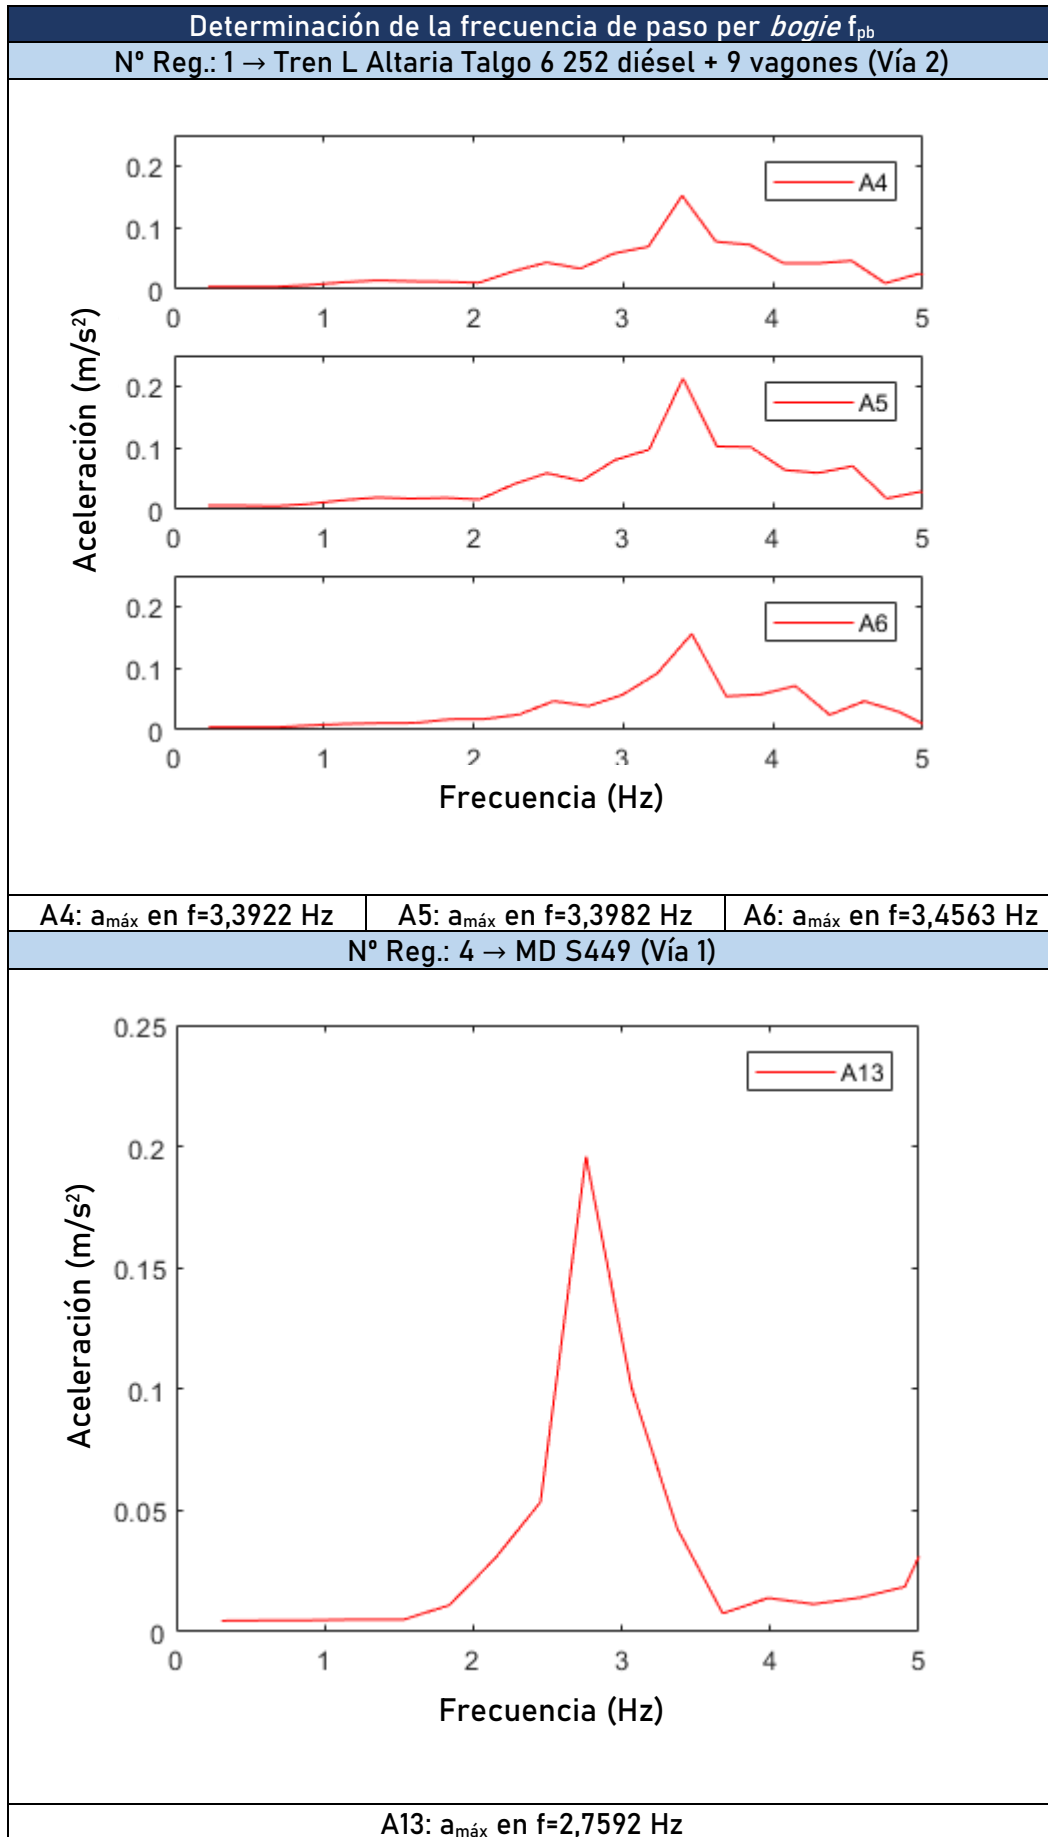 Determinación de la frecuencia de paso per bogie fpb
Nº Reg.: 1 → Tren L Altaria Talgo 6 252 diésel + 9 vagones (Vía 2)
0.2
0.1
0
A4
0 1 2 3 4 5
0.2
0.1
0
A5
0 1 2 3 4 5
0.2
0.1
0
A6
0 1 2 3 4 5
Aceleración (m/s²)
Frecuencia (Hz)
A4: amáx en f=3,3922 Hz
A5: amáx en f=3,3982 Hz
A6: amáx en f=3,4563 Hz
Nº Reg.: 4 → MD S449 (Vía 1)
0.25
0.2
0.15
0.1
0.05
0
A13
0 1 2 3 4 5
Aceleración (m/s²)
Frecuencia (Hz)
A13: amáx en f=2,7592 Hz